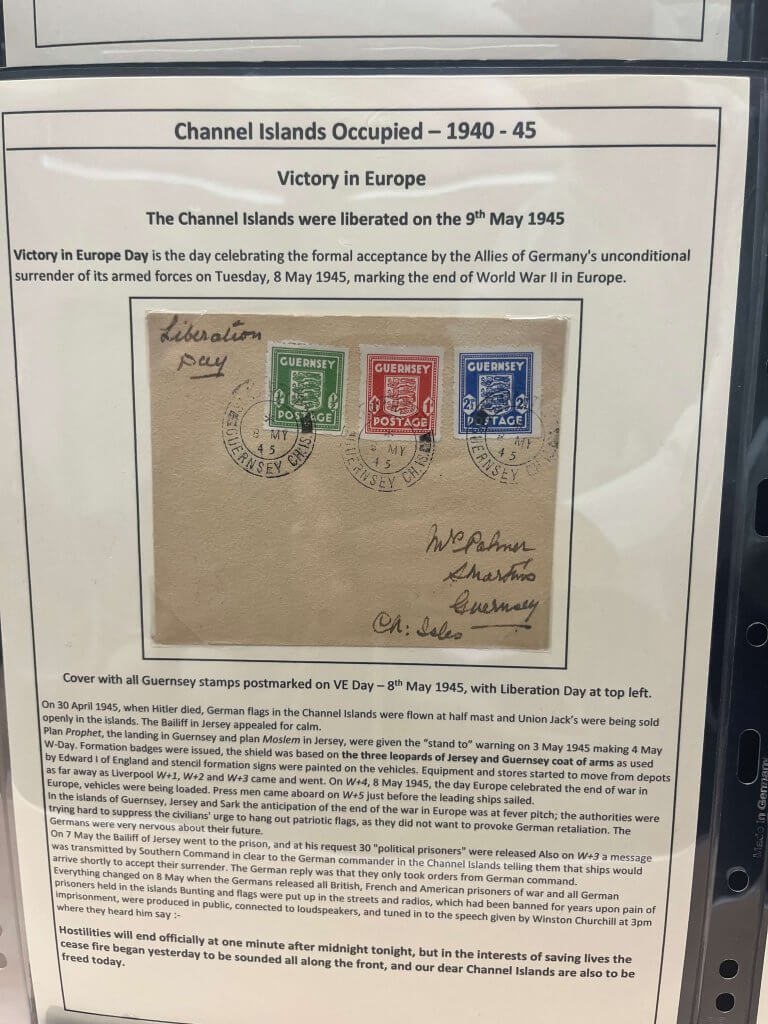 Channel Islands Occupied – 1940 - 45
Victory in Europe
The Channel Islands were liberated on the 9th May 1945
Victory in Europe Day is the day celebrating the formal acceptance by the Allies of Germany's unconditional
surrender of its armed forces on Tuesday, 8 May 1945, marking the end of World War II in Europe.
Liberation
Day
GUERNSEY
½ ½
POSTAGE
GUERNSEY
1 1
POSTAGE
GUERNSEY
2½ 2½
POSTAGE
8 MY
45
GUERNSEY CH.IS.
8 MY
45
GUERNSEY CH.IS.
MY
45
GUERNSEY
Mrs Palmer
S Martins
Guernsey
Ch: Isles
Cover with all Guernsey stamps postmarked on VE Day – 8th May 1945, with Liberation Day at top left.
On 30 April 1945, when Hitler died, German flags in the Channel Islands were flown at half mast and Union Jack's were being sold
openly in the islands. The Bailiff in Jersey appealed for calm.
Plan Prophet, the landing in Guernsey and plan Moslem in Jersey, were given the "stand to" warning on 3 May 1945 making 4 May
W-Day. Formation badges were issued, the shield was based on the three leopards of Jersey and Guernsey coat of arms as used
by Edward I of England and stencil formation signs were painted on the vehicles. Equipment and stores started to move from depots
as far away as Liverpool W+1, W+2 and W+3 came and went. On W+4, 8 May 1945, the day Europe celebrated the end of war in
Europe, vehicles were being loaded. Press men came aboard on W+5 just before the leading ships sailed.
In the islands of Guernsey, Jersey and Sark the anticipation of the end of the war in Europe was at fever pitch; the authorities were
trying hard to suppress the civilians' urge to hang out patriotic flags, as they did not want to provoke German retaliation. The
Germans were very nervous about their future.
On 7 May the Bailiff of Jersey went to the prison, and at his request 30 "political prisoners" were released Also on W+3 a message
was transmitted by Southern Command in clear to the German commander in the Channel Islands telling them that ships would
arrive shortly to accept their surrender. The German reply was that they only took orders from German command.
Everything changed on 8 May when the Germans released all British, French and American prisoners of war and all German
prisoners held in the islands Bunting and flags were put up in the streets and radios, which had been banned for years upon pain of
imprisonment, were produced in public, connected to loudspeakers, and tuned in to the speech given by Winston Churchill at 3pm
where they heard him say :-
Hostilities will end officially at one minute after midnight tonight, but in the interests of saving lives the
cease fire began yesterday to be sounded all along the front, and our dear Channel Islands are also to be
freed today.
Made in Germany